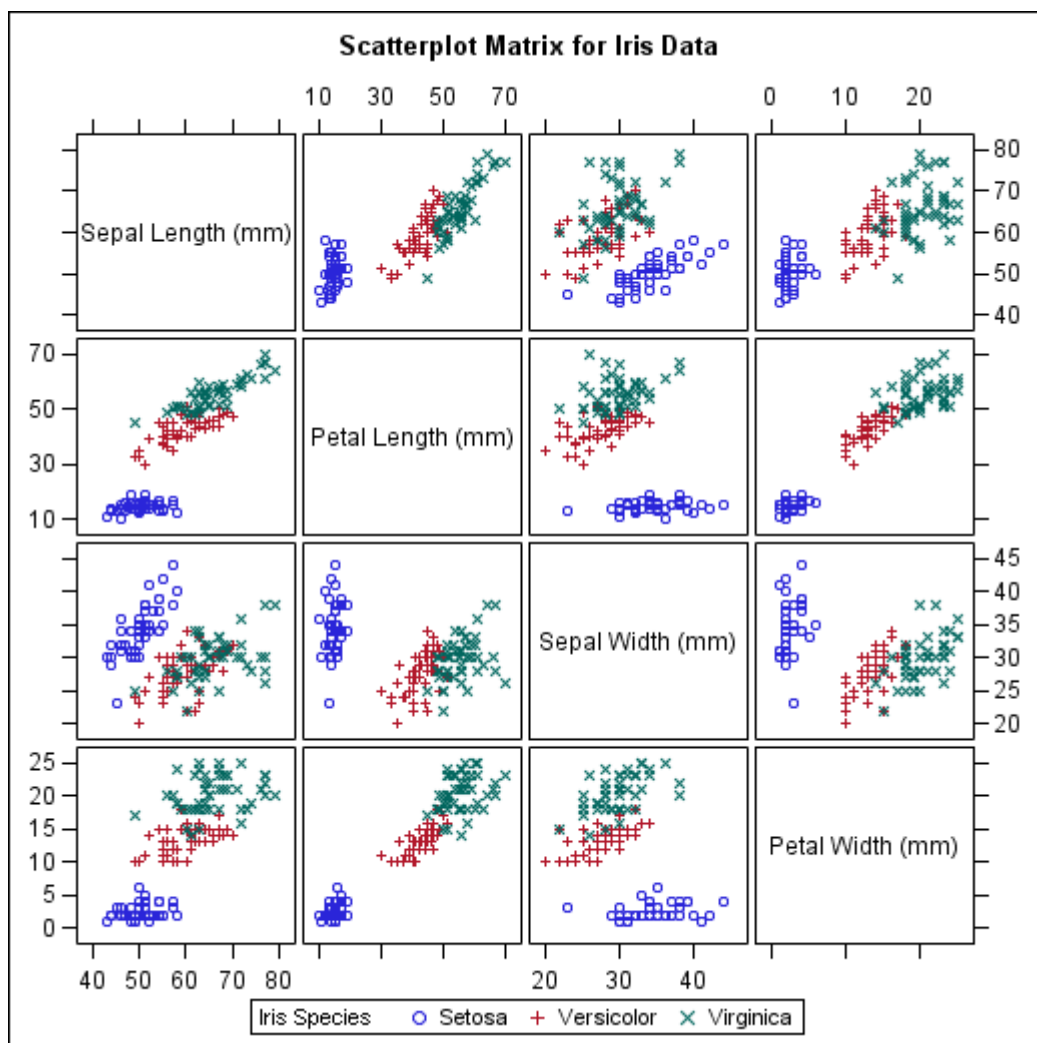 Scatterplot Matrix for Iris Data
10 30 50 70 0 10 20
Sepal Length (mm)
80
70
60
50
40
70
50
30
10
Petal Length (mm)
Sepal Width (mm)
45
40
35
30
25
20
25
20
15
10
5
0
Petal Width (mm)
40 50 60 70 80 20 30 40
Iris Species Setosa Versicolor Virginica